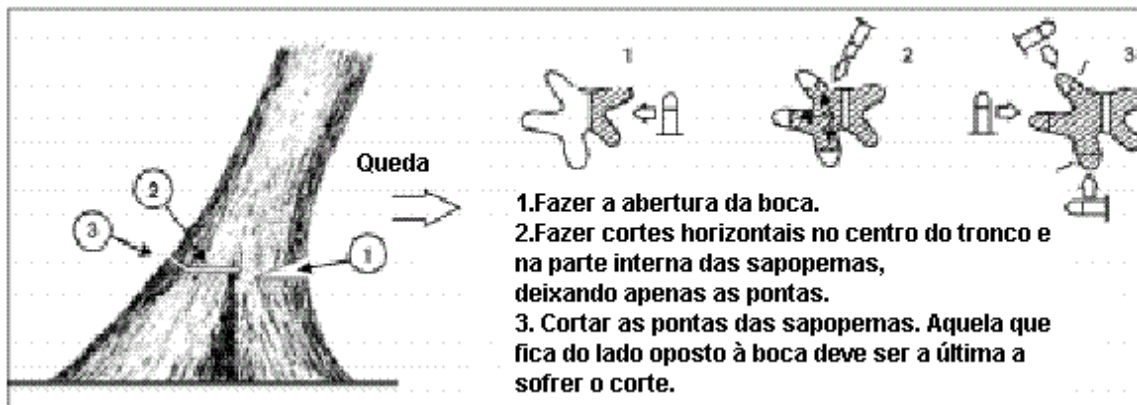 1
2
3
2
3
Queda
1
1.Fazer a abertura da boca.
2.Fazer cortes horizontais no centro do tronco e
na parte interna das sapopemas,
deixando apenas as pontas.
3. Cortar as pontas das sapopemas. Aquela que
fica do lado oposto à boca deve ser a última a
sofrer o corte.